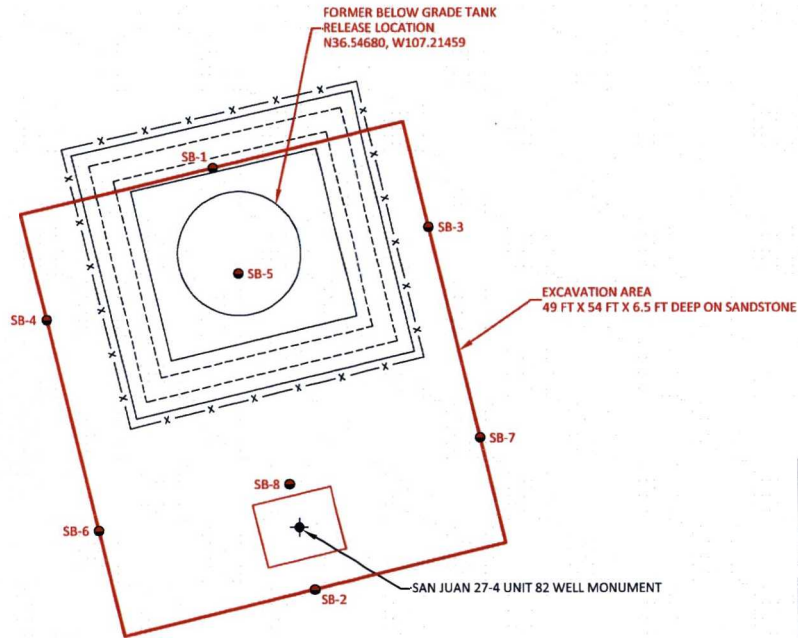 FORMER BELOW GRADE TANK
RELEASE LOCATION
N36.54680, W107.21459
SB-1
SB-3
SB-5
EXCAVATION AREA
49 FT X 54 FT X 6.5 FT DEEP ON SANDSTONE
SB-4
SB-7
SB-8
SB-6
SAN JUAN 27-4 UNIT 82 WELL MONUMENT
SB-2